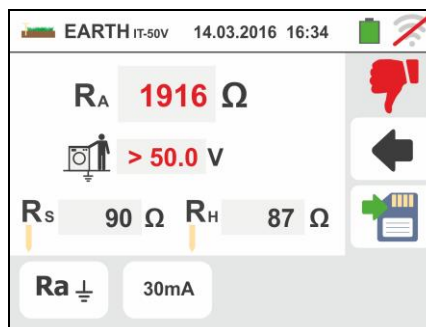 EARTH IT-50V 14.03.2016 16:34
RA 1916 Ω
> 50.0 V
RS 90 Ω RH 87 Ω
Ra 30mA